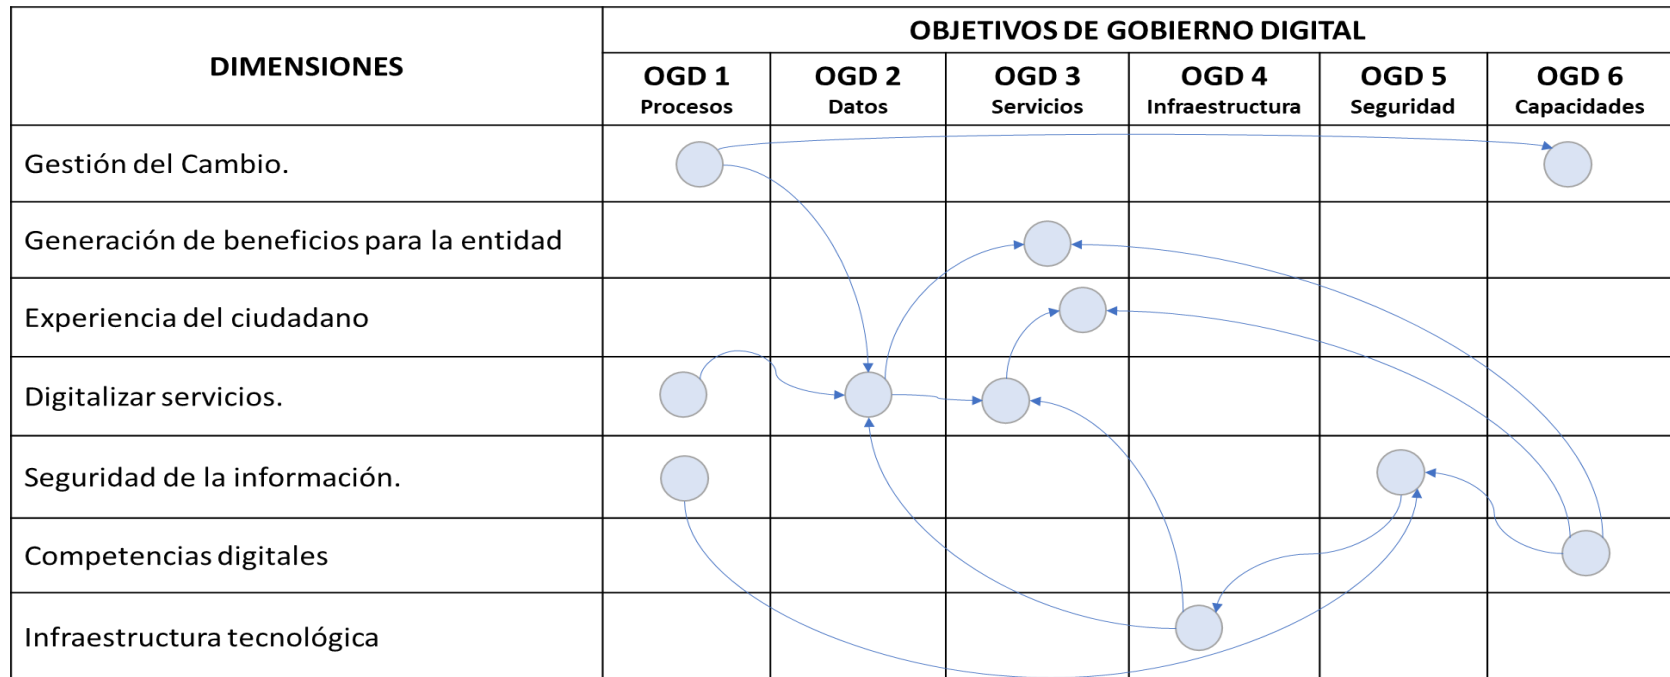 DIMENSIONES
OBJETIVOS DE GOBIERNO DIGITAL
OGD 1
Procesos
OGD 2
Datos
OGD 3
Servicios
OGD 4
Infraestructura
OGD 5
Seguridad
OGD 6
Capacidades
Gestión del Cambio.
Generación de beneficios para la entidad
Experiencia del ciudadano
Digitalizar servicios.
Seguridad de la información.
Competencias digitales
Infraestructura tecnológica